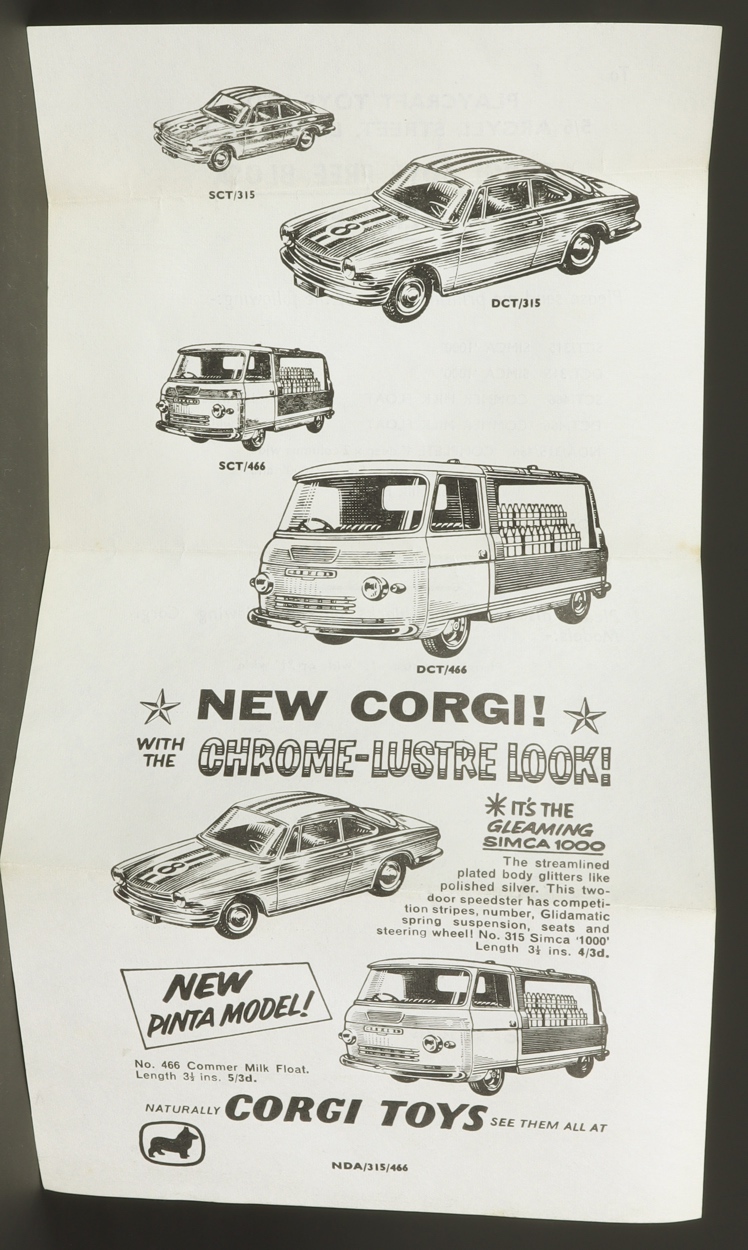 SCT/315
8
DCT/315
SCT/466
COMMER
DCT/466
NEW CORGI!
WITH THE CHROME-LUSTRE LOOK!
8
IT'S THE
GLEAMING
SIMCA 1000
The streamlined
plated body glitters like
polished silver. This two-
door speedster has competi-
tion stripes, number, Glidamatic
spring suspension, seats and
steering wheel! No. 315 Simca '1000'
Length 3½ ins. 4/3d.
NEW
PINTA MODEL!
COMMER
No. 466 Commer Milk Float.
Length 3½ ins. 5/3d.
NATURALLY CORGI TOYS SEE THEM ALL AT
NDA/315/466